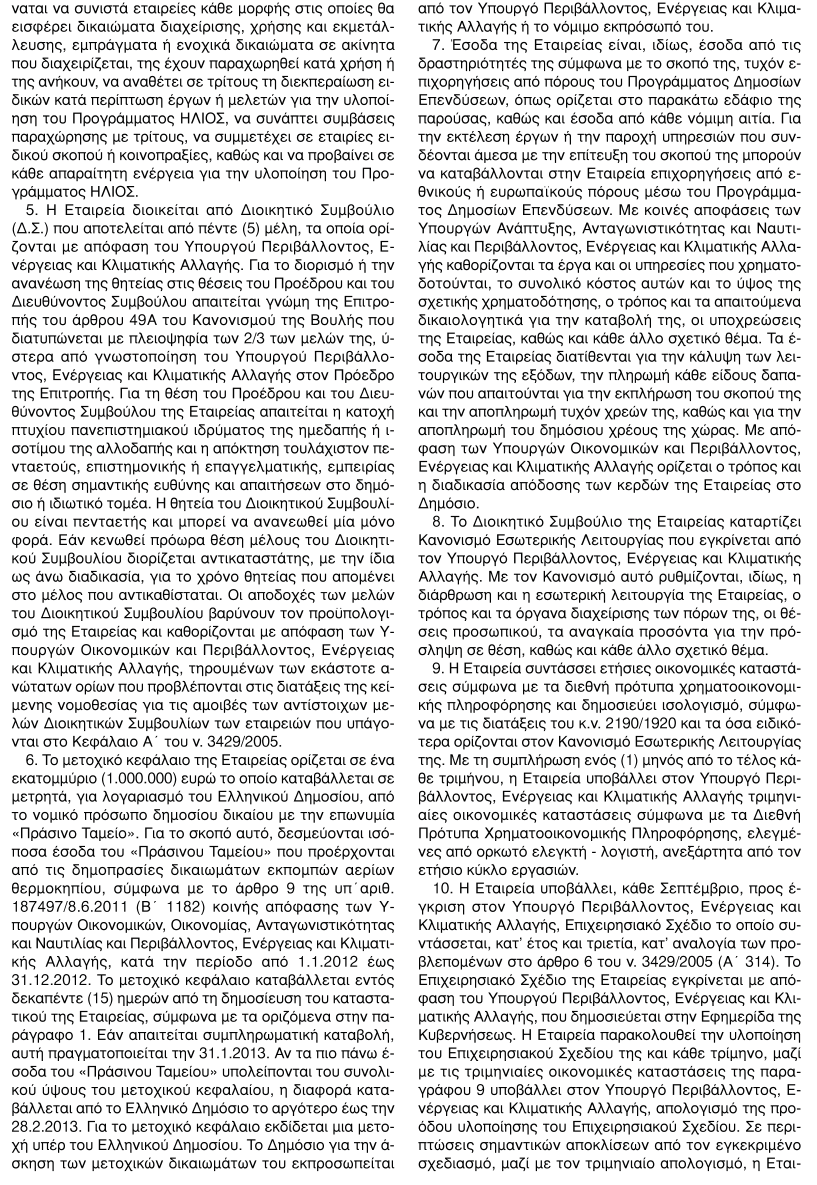 ναται να συνιστά εταιρείες κάθε μορφής στις οποίες θα
εισφέρει δικαιώματα διαχείρισης, χρήσης και εκμετάλ-
λευσης, εμπράγματα ή ενοχικά δικαιώματα σε ακίνητα
που διαχειρίζεται, της έχουν παραχωρηθεί κατά χρήση ή
της ανήκουν, να αναθέτει σε τρίτους τη διεκπεραίωση ει-
δικών κατά περίπτωση έργων ή μελετών για την υλοποί-
ηση του Προγράμματος ΗΛΙΟΣ, να συνάπτει συμβάσεις
παραχώρησης με τρίτους, να συμμετέχει σε εταιρίες ει-
δικού σκοπού ή κοινοπραξίες, καθώς και να προβαίνει σε
κάθε απαραίτητη ενέργεια για την υλοποίηση του Προ-
γράμματος ΗΛΙΟΣ.
5. Η Εταιρεία διοικείται από Διοικητικό Συμβούλιο
(Δ.Σ.) που αποτελείται από πέντε (5) μέλη, τα οποία ορί-
ζονται με απόφαση του Υπουργού Περιβάλλοντος, Ε-
νέργειας και Κλιματικής Αλλαγής. Για το διορισμό ή την
ανανέωση της θητείας στις θέσεις του Προέδρου και του
Διευθύνοντος Συμβούλου απαιτείται γνώμη της Επιτρο-
πής του άρθρου 49Α του Κανονισμού της Βουλής που
διατυπώνεται με πλειοψηφία των 2/3 των μελών της, ύ-
στερα από γνωστοποίηση του Υπουργού Περιβάλλο-
ντος, Ενέργειας και Κλιματικής Αλλαγής στον Πρόεδρο
της Επιτροπής. Για τη θέση του Προέδρου και του Διευ-
θύνοντος Συμβούλου της Εταιρείας απαιτείται η κατοχή
πτυχίου πανεπιστημιακού ιδρύματος της ημεδαπής ή ι-
σοτίμου της αλλοδαπής και η απόκτηση τουλάχιστον πε-
νταετούς, επιστημονικής ή επαγγελματικής, εμπειρίας
σε θέση σημαντικής ευθύνης και απαιτήσεων στο δημό-
σιο ή ιδιωτικό τομέα. Η θητεία του Διοικητικού Συμβουλί-
ου είναι πενταετής και μπορεί να ανανεωθεί μία μόνο
φορά. Εάν κενωθεί πρόωρα θέση μέλους του Διοικητι-
κού Συμβουλίου διορίζεται αντικαταστάτης, με την ίδια
ως άνω διαδικασία, για το χρόνο θητείας που απομένει
στο μέλος που αντικαθίσταται. Οι αποδοχές των μελών
του Διοικητικού Συμβουλίου βαρύνουν τον προϋπολογι-
σμό της Εταιρείας και καθορίζονται με απόφαση των Υ-
πουργών Οικονομικών και Περιβάλλοντος, Ενέργειας
και Κλιματικής Αλλαγής, τηρουμένων των εκάστοτε α-
νώτατων ορίων που προβλέπονται στις διατάξεις της κεί-
μενης νομοθεσίας για τις αμοιβές των αντίστοιχων με-
λών Διοικητικών Συμβουλίων των εταιρειών που υπάγο-
νται στο Κεφάλαιο Α΄ του ν. 3429/2005.
6. Το μετοχικό κεφάλαιο της Εταιρείας ορίζεται σε ένα
εκατομμύριο (1.000.000) ευρώ το οποίο καταβάλλεται σε
μετρητά, για λογαριασμό του Ελληνικού Δημοσίου, από
το νομικό πρόσωπο δημοσίου δικαίου με την επωνυμία
«Πράσινο Ταμείο». Για το σκοπό αυτό, δεσμεύονται ισό-
ποσα έσοδα του «Πράσινου Ταμείου» που προέρχονται
από τις δημοπρασίες δικαιωμάτων εκπομπών αερίων
θερμοκηπίου, σύμφωνα με το άρθρο 9 της υπ΄αριθ.
187497/8.6.2011 (Β΄ 1182) κοινής απόφασης των Υ-
πουργών Οικονομικών, Οικονομίας, Ανταγωνιστικότητας
και Ναυτιλίας και Περιβάλλοντος, Ενέργειας και Κλιματι-
κής Αλλαγής, κατά την περίοδο από 1.1.2012 έως
31.12.2012. Το μετοχικό κεφάλαιο καταβάλλεται εντός
δεκαπέντε (15) ημερών από τη δημοσίευση του καταστα-
τικού της Εταιρείας, σύμφωνα με τα οριζόμενα στην πα-
ράγραφο 1. Εάν απαιτείται συμπληρωματική καταβολή,
αυτή πραγματοποιείται την 31.1.2013. Αν τα πιο πάνω έ-
σοδα του «Πράσινου Ταμείου» υπολείπονται του συνολι-
κού ύψους του μετοχικού κεφαλαίου, η διαφορά κατα-
βάλλεται από το Ελληνικό Δημόσιο το αργότερο έως την
28.2.2013. Για το μετοχικό κεφάλαιο εκδίδεται μια μετο-
χή υπέρ του Ελληνικού Δημοσίου. Το Δημόσιο για την ά-
σκηση των μετοχικών δικαιωμάτων του εκπροσωπείται
από τον Υπουργό Περιβάλλοντος, Ενέργειας και Κλιμα-
τικής Αλλαγής ή το νόμιμο εκπρόσωπό του.
7. Έσοδα της Εταιρείας είναι, ιδίως, έσοδα από τις
δραστηριότητές της σύμφωνα με το σκοπό της, τυχόν ε-
πιχορηγήσεις από πόρους του Προγράμματος Δημοσίων
Επενδύσεων, όπως ορίζεται στο παρακάτω εδάφιο της
παρούσας, καθώς και έσοδα από κάθε νόμιμη αιτία. Για
την εκτέλεση έργων ή την παροχή υπηρεσιών που συν-
δέονται άμεσα με την επίτευξη του σκοπού της μπορούν
να καταβάλλονται στην Εταιρεία επιχορηγήσεις από ε-
θνικούς ή ευρωπαϊκούς πόρους μέσω του Προγράμμα-
τος Δημοσίων Επενδύσεων. Με κοινές αποφάσεις των
Υπουργών Ανάπτυξης, Ανταγωνιστικότητας και Ναυτι-
λίας και Περιβάλλοντος, Ενέργειας και Κλιματικής Αλλα-
γής καθορίζονται τα έργα και οι υπηρεσίες που χρηματο-
δοτούνται, το συνολικό κόστος αυτών και το ύψος της
σχετικής χρηματοδότησης, ο τρόπος και τα απαιτούμενα
δικαιολογητικά για την καταβολή της, οι υποχρεώσεις
της Εταιρείας, καθώς και κάθε άλλο σχετικό θέμα. Τα έ-
σοδα της Εταιρείας διατίθενται για την κάλυψη των λει-
τουργικών της εξόδων, την πληρωμή κάθε είδους δαπα-
νών που απαιτούνται για την εκπλήρωση του σκοπού της
και την αποπληρωμή τυχόν χρεών της, καθώς και για την
αποπληρωμή του δημόσιου χρέους της χώρας. Με από-
φαση των Υπουργών Οικονομικών και Περιβάλλοντος,
Ενέργειας και Κλιματικής Αλλαγής ορίζεται ο τρόπος και
η διαδικασία απόδοσης των κερδών της Εταιρείας στο
Δημόσιο.
8. Το Διοικητικό Συμβούλιο της Εταιρείας καταρτίζει
Κανονισμό Εσωτερικής Λειτουργίας που εγκρίνεται από
τον Υπουργό Περιβάλλοντος, Ενέργειας και Κλιματικής
Αλλαγής. Με τον Κανονισμό αυτό ρυθμίζονται, ιδίως, η
διάρθρωση και η εσωτερική λειτουργία της Εταιρείας, ο
τρόπος και τα όργανα διαχείρισης των πόρων της, οι θέ-
σεις προσωπικού, τα αναγκαία προσόντα για την πρό-
σληψη σε θέση, καθώς και κάθε άλλο σχετικό θέμα.
9. Η Εταιρεία συντάσσει ετήσιες οικονομικές καταστά-
σεις σύμφωνα με τα διεθνή πρότυπα χρηματοοικονομι-
κής πληροφόρησης και δημοσιεύει ισολογισμό, σύμφω-
να με τις διατάξεις του κ.ν. 2190/1920 και τα όσα ειδικό-
τερα ορίζονται στον Κανονισμό Εσωτερικής Λειτουργίας
της. Με τη συμπλήρωση ενός (1) μηνός από το τέλος κά-
θε τριμήνου, η Εταιρεία υποβάλλει στον Υπουργό Περι-
βάλλοντος, Ενέργειας και Κλιματικής Αλλαγής τριμηνι-
αίες οικονομικές καταστάσεις σύμφωνα με τα Διεθνή
Πρότυπα Χρηματοοικονομικής Πληροφόρησης, ελεγμέ-
νες από ορκωτό ελεγκτή - λογιστή, ανεξάρτητα από τον
ετήσιο κύκλο εργασιών.
10. Η Εταιρεία υποβάλλει, κάθε Σεπτέμβριο, προς έ-
γκριση στον Υπουργό Περιβάλλοντος, Ενέργειας και
Κλιματικής Αλλαγής, Επιχειρησιακό Σχέδιο το οποίο συ-
ντάσσεται, κατ’ έτος και τριετία, κατ’ αναλογία των προ-
βλεπομένων στο άρθρο 6 του ν. 3429/2005 (Α΄ 314). Το
Επιχειρησιακό Σχέδιο της Εταιρείας εγκρίνεται με από-
φαση του Υπουργού Περιβάλλοντος, Ενέργειας και Κλι-
ματικής Αλλαγής, που δημοσιεύεται στην Εφημερίδα της
Κυβερνήσεως. Η Εταιρεία παρακολουθεί την υλοποίηση
του Επιχειρησιακού Σχεδίου της και κάθε τρίμηνο, μαζί
με τις τριμηνιαίες οικονομικές καταστάσεις της παρα-
γράφου 9 υποβάλλει στον Υπουργό Περιβάλλοντος, Ε-
νέργειας και Κλιματικής Αλλαγής, απολογισμό της προ-
όδου υλοποίησης του Επιχειρησιακού Σχεδίου. Σε περι-
πτώσεις σημαντικών αποκλίσεων από τον εγκεκριμένο
σχεδιασμό, μαζί με τον τριμηνιαίο απολογισμό, η Εται-